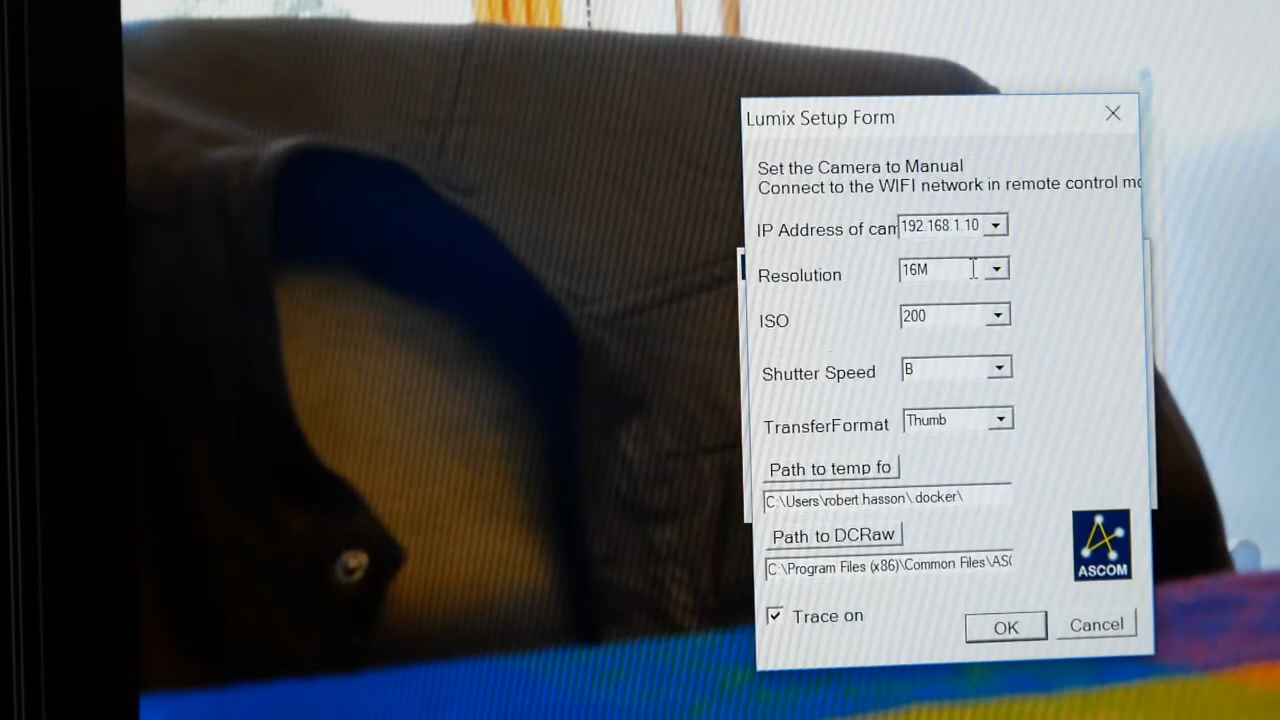 Lumix Setup Form
Set the Camera to Manual
Connect to the WIFI network in remote control mo
IP Address of cam 192.168.1.10
Resolution 16M
ISO 200
Shutter Speed B
TransferFormat Thumb
Path to temp fo
C:\Users\robert.hasson\.docker\
Path to DCRaw
C:\Program Files (x86)\Common Files\ASC
ASCOM
Trace on
OK Cancel